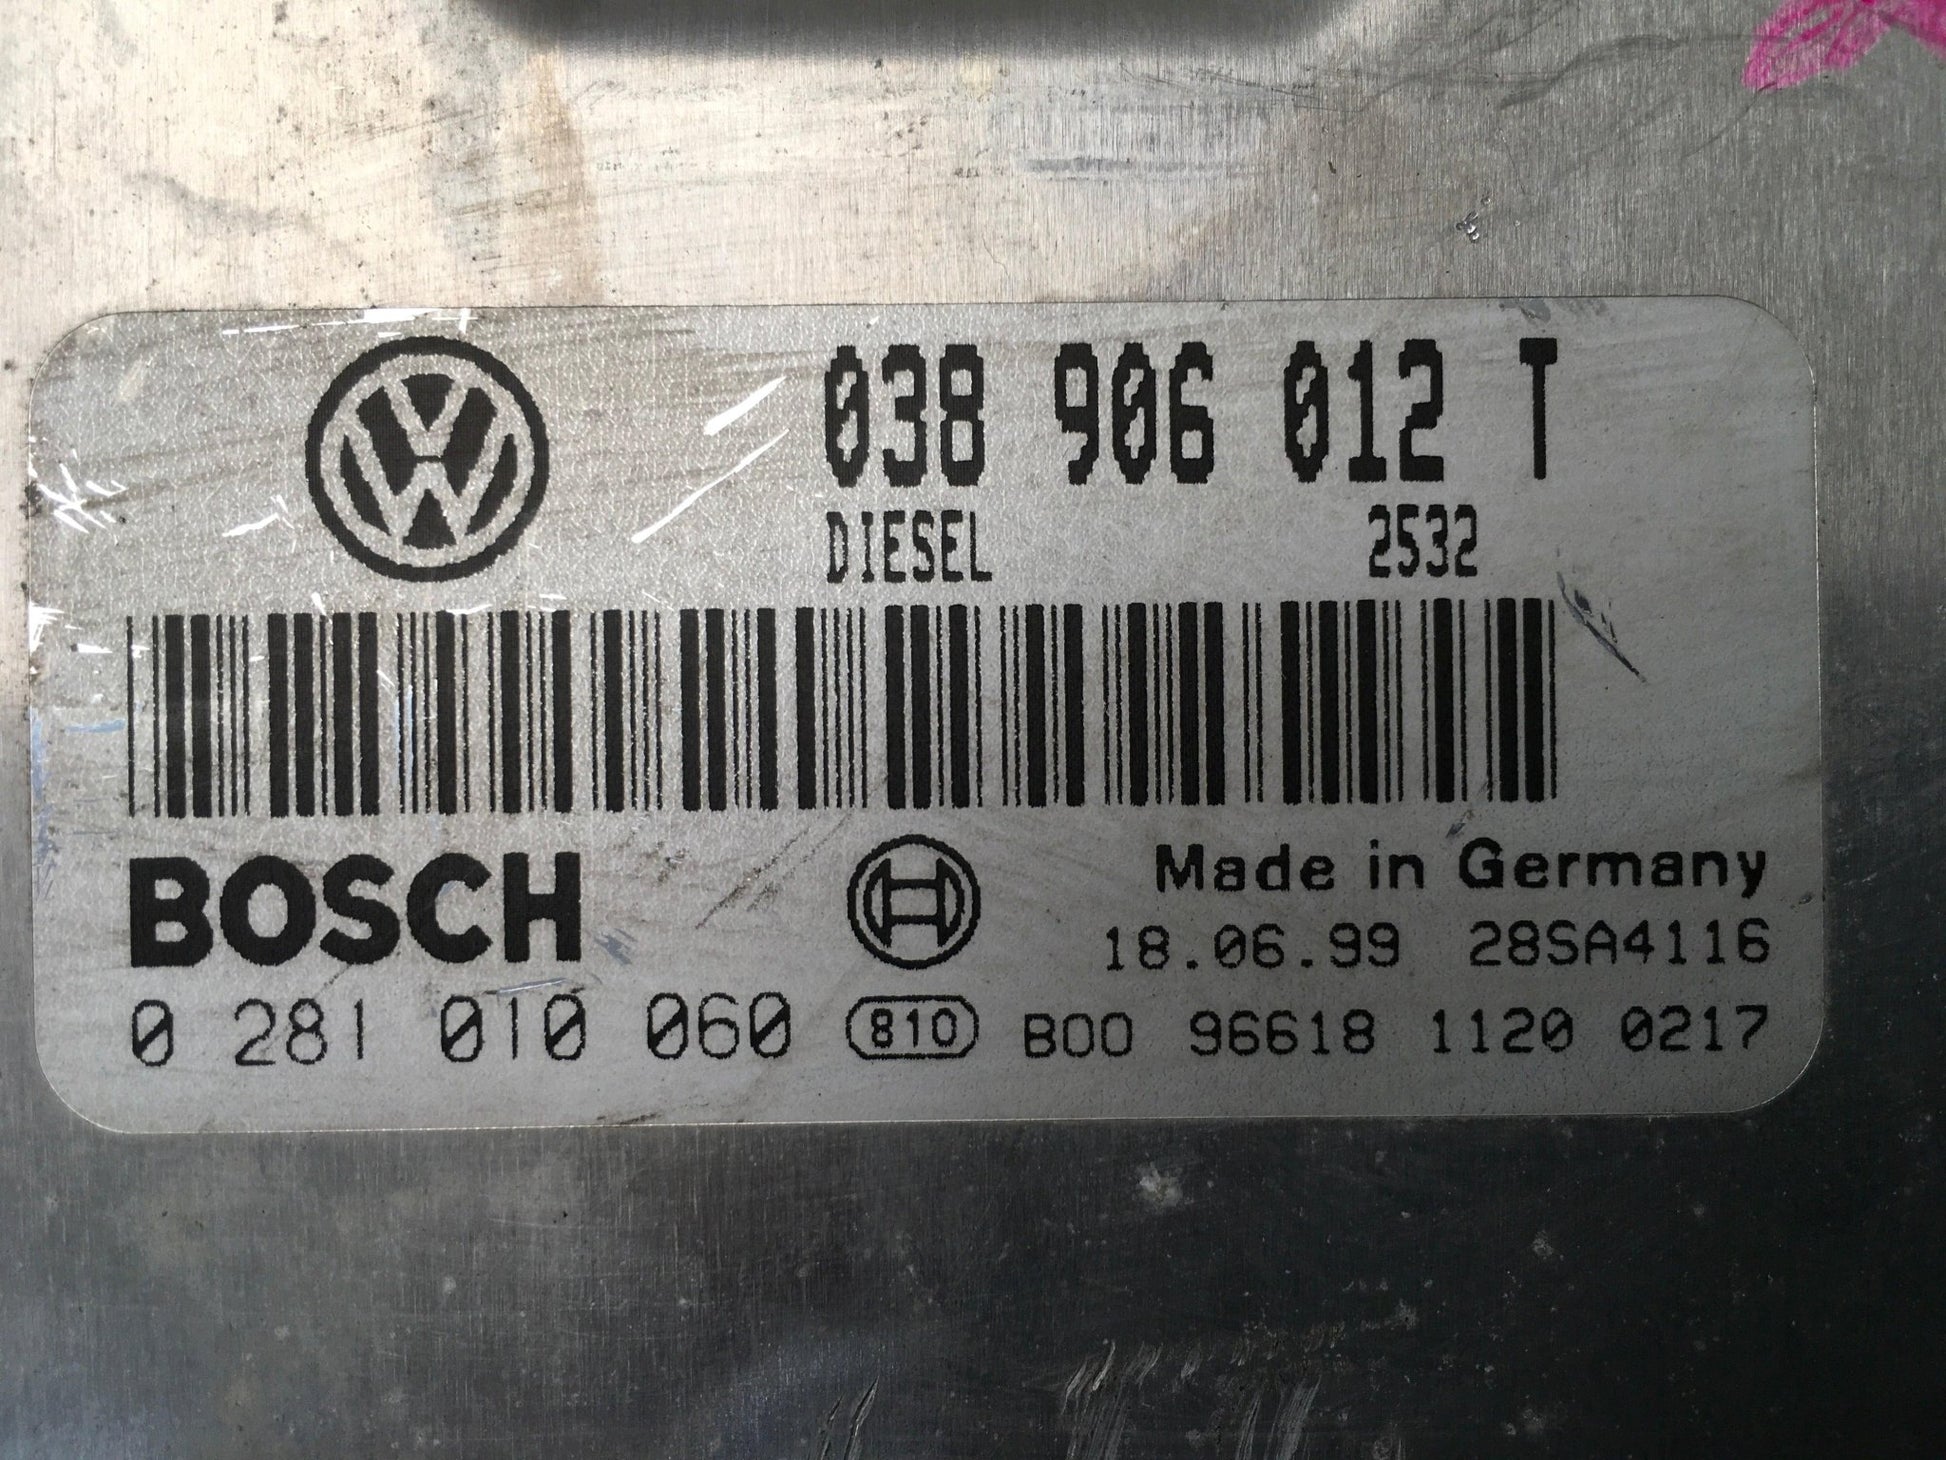 038 906 012 T
DIESEL 2532
BOSCH Made in Germany
18.06.99 28SA4116
0 281 010 060 810 B00 96618 1120 0217